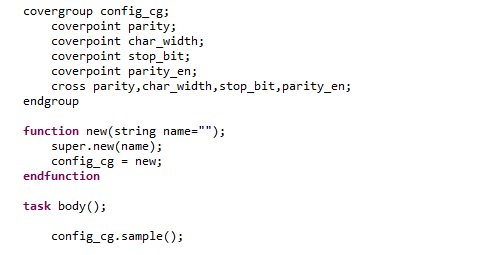 covergroup config_cg;
    coverpoint parity;
    coverpoint char_width;
    coverpoint stop_bit;
    coverpoint parity_en;
    cross parity,char_width,stop_bit,parity_en;
endgroup

function new(string name="");
    super.new(name);
    config_cg = new;
endfunction

task body();

    config_cg.sample();